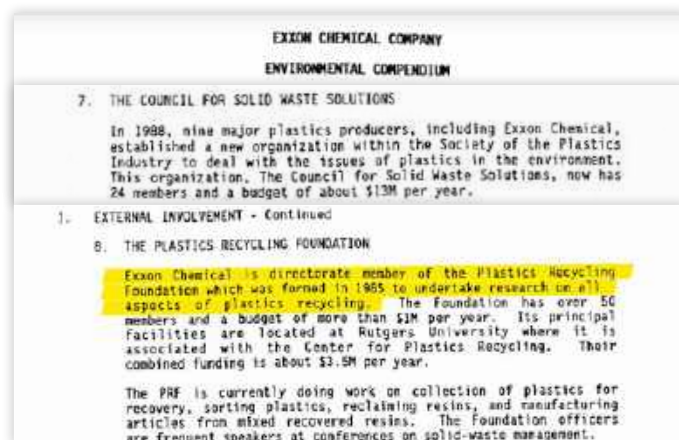 EXXON CHEMICAL COMPANY
ENVIRONMENTAL COMPENDIUM
7. THE COUNCIL FOR SOLID WASTE SOLUTIONS
In 1988, nine major plastics producers, including Exxon Chemical,
established a new organization within the Society of the Plastics
Industry to deal with the issues of plastics in the environment.
This organization, The Council for Solid Waste Solutions, now has
24 members and a budget of about $13M per year.
1. EXTERNAL INVOLVEMENT - Continued
8. THE PLASTICS RECYCLING FOUNDATION
Exxon Chemical is directorate member of the Plastics Recycling
Foundation which was formed in 1985 to undertake research on all
aspects of plastics recycling. The Foundation has over 50
members and a budget of more than $1M per year. Its principal
facilities are located at Rutgers University where it is
associated with the Center for Plastics Recycling. Their
combined funding is about $3.5M per year.
The PRF is currently doing work on collection of plastics for
recovery, sorting plastics, reclaiming resins, and manufacturing
articles from mixed recovered resins. The Foundation officers
are frequent speakers at conferences on solid-waste management.